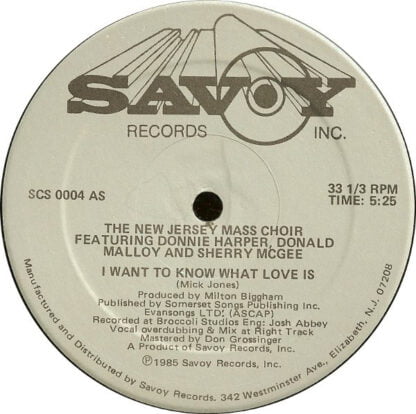 SAVOY
RECORDS INC.
SCS 0004 AS
33 1/3 RPM
TIME: 5:25
THE NEW JERSEY MASS CHOIR
FEATURING DONNIE HARPER, DONALD
MALLOY AND SHERRY MCGEE
I WANT TO KNOW WHAT LOVE IS
(Mick Jones)
Produced by Milton Biggham
Published by Somerset Songs Publishing Inc.
Evansongs LTD. (ASCAP)
Recorded at Broccoli Studios Eng: Josh Abbey
Vocal overdubbing & Mix at Right Track
Mastered by Don Grossinger
A Product of Savoy Records, Inc.
Ⓟ©1985 Savoy Records, Inc.
Manufactured and Distributed by Savoy Records. 342 Westminster Ave., Elizabeth, N.J. 07208